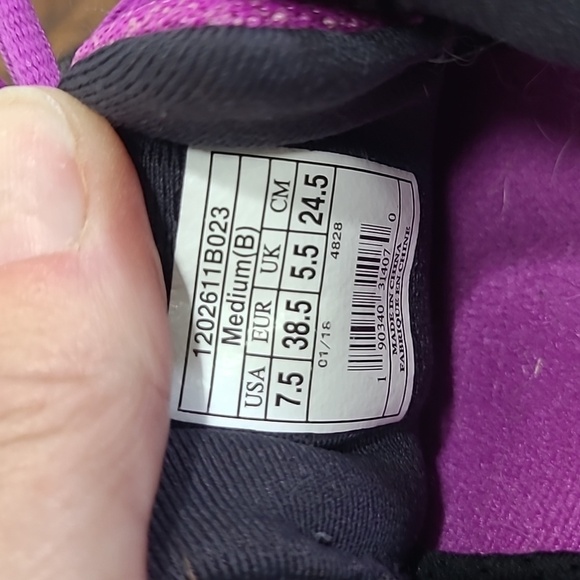 1202611B023
Medium(B)
USA EUR UK CM
7.5 38.5 5.5 24.5
01/18 4828
1 90340 31407 0
MADE IN CHINA
FABRIQUE EN CHINE